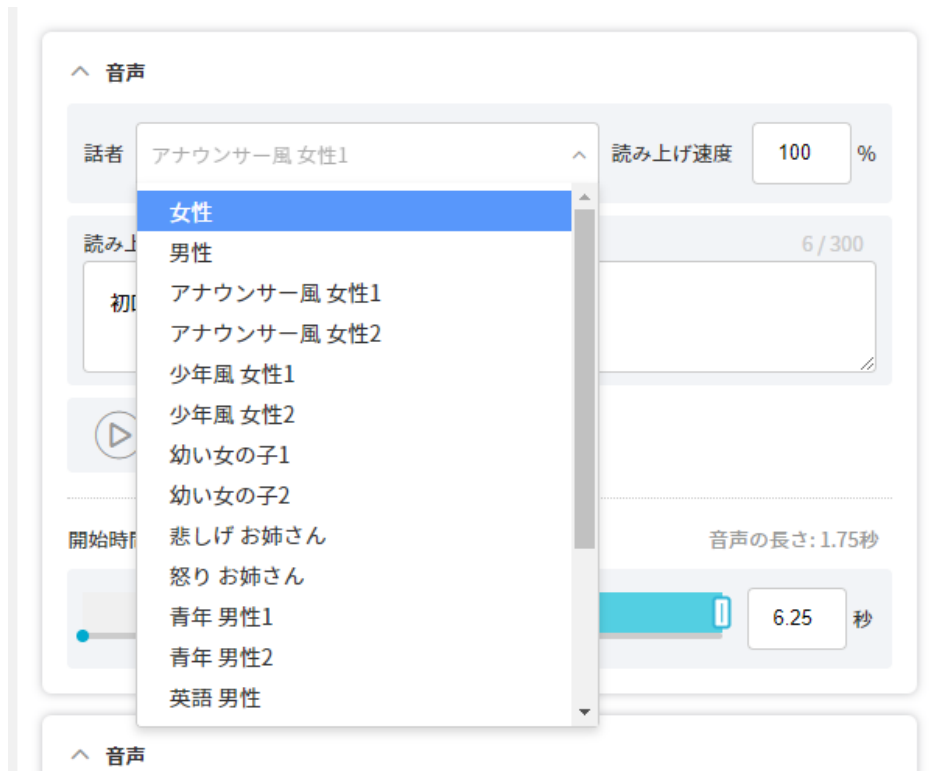 音声
話者 アナウンサー風 女性1 読み上げ速度 100 %
女性
読み上 6 / 300
男性
初回
アナウンサー風 女性1
アナウンサー風 女性2
少年風 女性1
少年風 女性2
幼い女の子1
幼い女の子2
開始時間 音声の長さ: 1.75秒
悲しげ お姉さん
怒り お姉さん
青年 男性1
6.25 秒
青年 男性2
英語 男性
音声